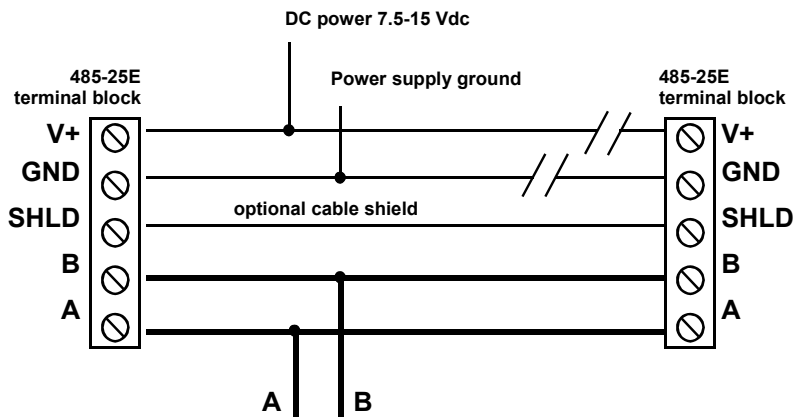 DC power 7.5-15 Vdc
Power supply ground
485-25E
terminal block
485-25E
terminal block
V+
V+
GND
GND
optional cable shield
SHLD
SHLD
B
B
A
A
A
B